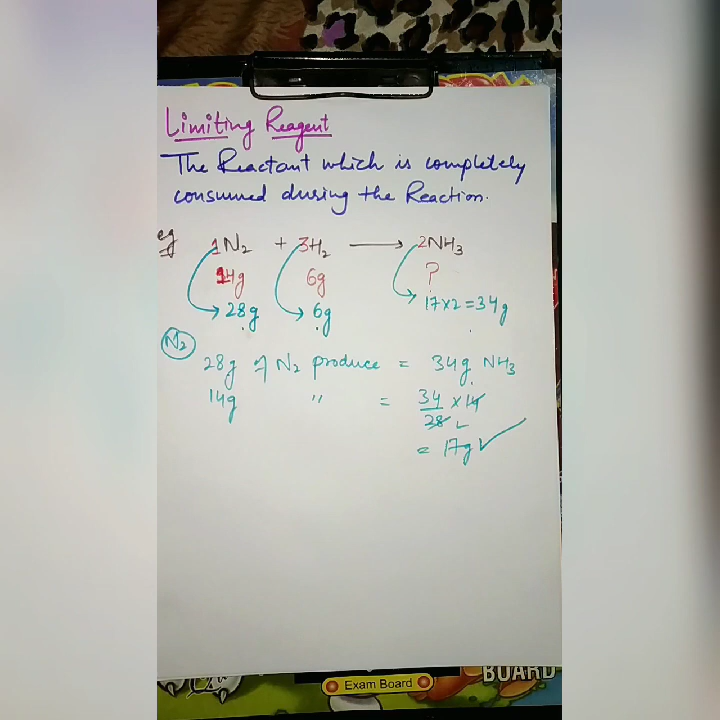 Limiting Reagent
The Reactant which is completely
consumed during the Reaction.
eg 1N₂ + 3H₂ → 2NH₃
14g 6g ?
28g 6g 17×2=34g
N₂
28g of N₂ produce = 34g NH₃
14g " = 34/28 × 14
2
= 17g ✓
BOARD
Exam Board